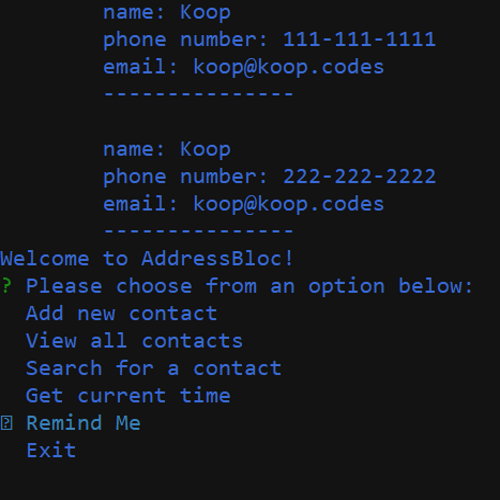 name: Koop
phone number: 111-111-1111
email: koop@koop.codes
---------------
name: Koop
phone number: 222-222-2222
email: koop@koop.codes
---------------
Welcome to AddressBloc!
? Please choose from an option below:
Add new contact
View all contacts
Search for a contact
Get current time
Remind Me
Exit